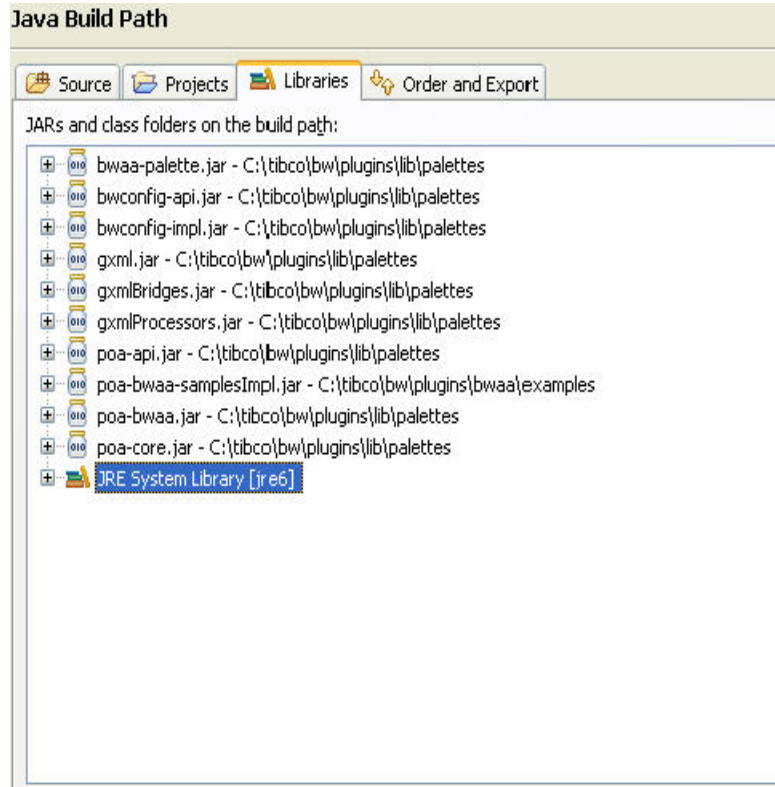 Java Build Path
Source Projects Libraries Order and Export
JARs and class folders on the build path:
bwaa-palette.jar - C:\tibco\bw\plugins\lib\palettes
bwconfig-api.jar - C:\tibco\bw\plugins\lib\palettes
bwconfig-impl.jar - C:\tibco\bw\plugins\lib\palettes
gxml.jar - C:\tibco\bw\plugins\lib\palettes
gxmlBridges.jar - C:\tibco\bw\plugins\lib\palettes
gxmlProcessors.jar - C:\tibco\bw\plugins\lib\palettes
poa-api.jar - C:\tibco\bw\plugins\lib\palettes
poa-bwaa-samplesImpl.jar - C:\tibco\bw\plugins\bwaa\examples
poa-bwaa.jar - C:\tibco\bw\plugins\lib\palettes
poa-core.jar - C:\tibco\bw\plugins\lib\palettes
JRE System Library [jre6]